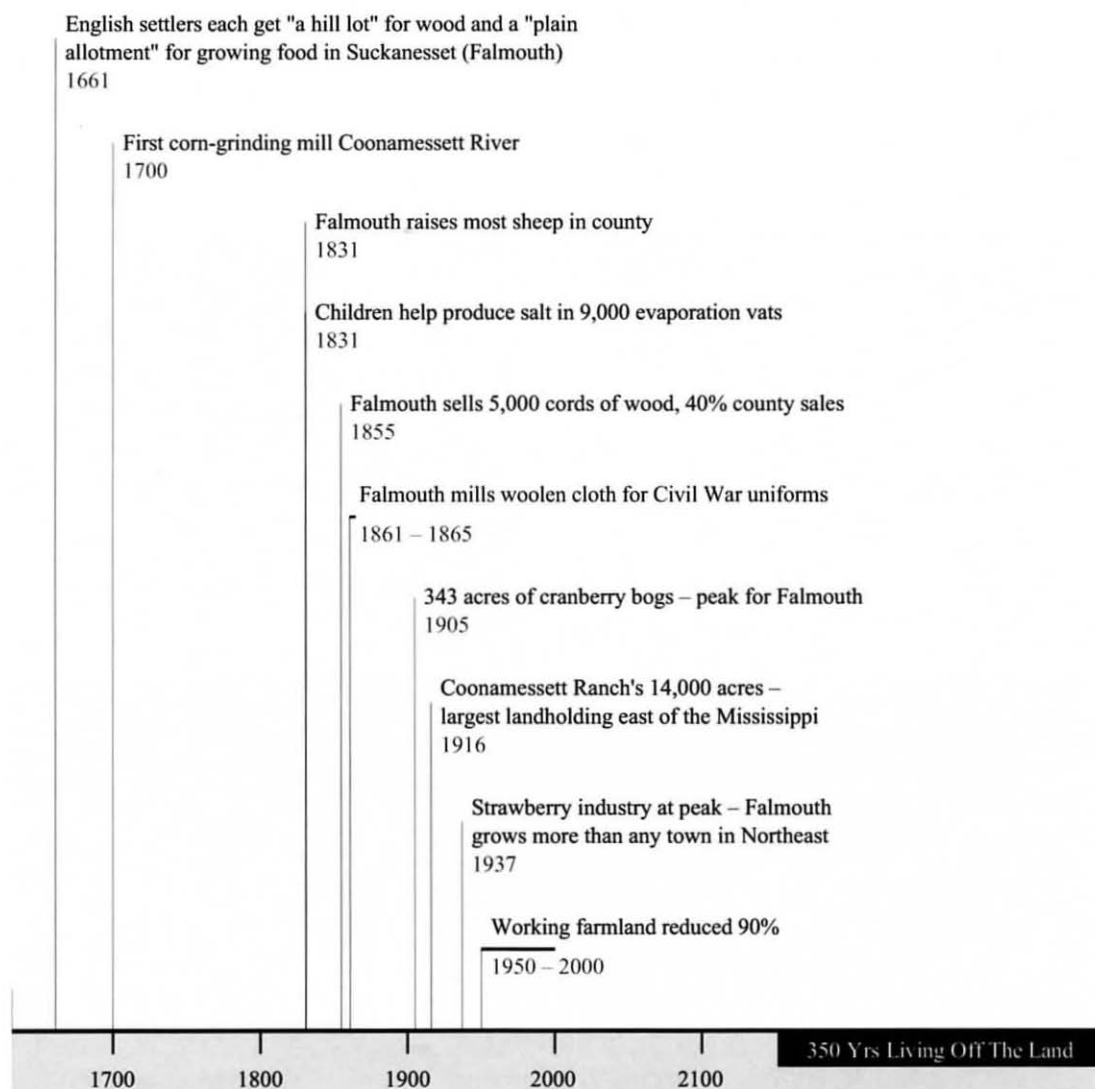 English settlers each get "a hill lot" for wood and a "plain
allotment" for growing food in Suckanesset (Falmouth)
1661
First corn-grinding mill Coonamessett River
1700
Falmouth raises most sheep in county
1831
Children help produce salt in 9,000 evaporation vats
1831
Falmouth sells 5,000 cords of wood, 40% county sales
1855
Falmouth mills woolen cloth for Civil War uniforms
1861 – 1865
343 acres of cranberry bogs – peak for Falmouth
1905
Coonamessett Ranch's 14,000 acres –
largest landholding east of the Mississippi
1916
Strawberry industry at peak – Falmouth
grows more than any town in Northeast
1937
Working farmland reduced 90%
1950 – 2000
350 Yrs Living Off The Land
1700 1800 1900 2000 2100